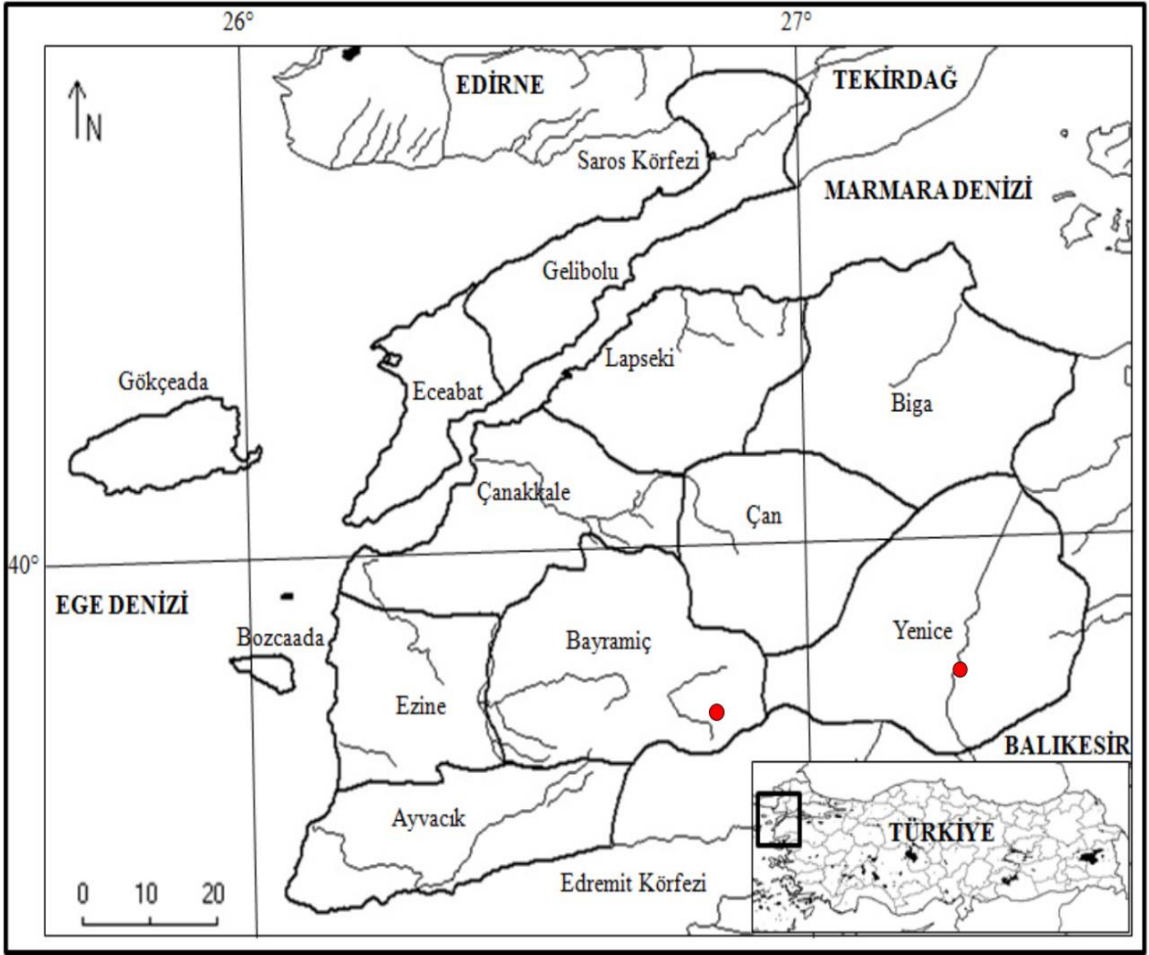 26°
27°
EDİRNE
TEKİRDAĞ
N
Saros Körfezi
MARMARA DENİZİ
Gelibolu
Lapseki
Gökçeada
Eceabat
Biga
Çanakkale
Çan
40°
EGE DENİZİ
Bozcaada
Bayramiç
Yenice
Ezine
BALIKESİR
Ayvacık
TÜRKİYE
Edremit Körfezi
0 10 20